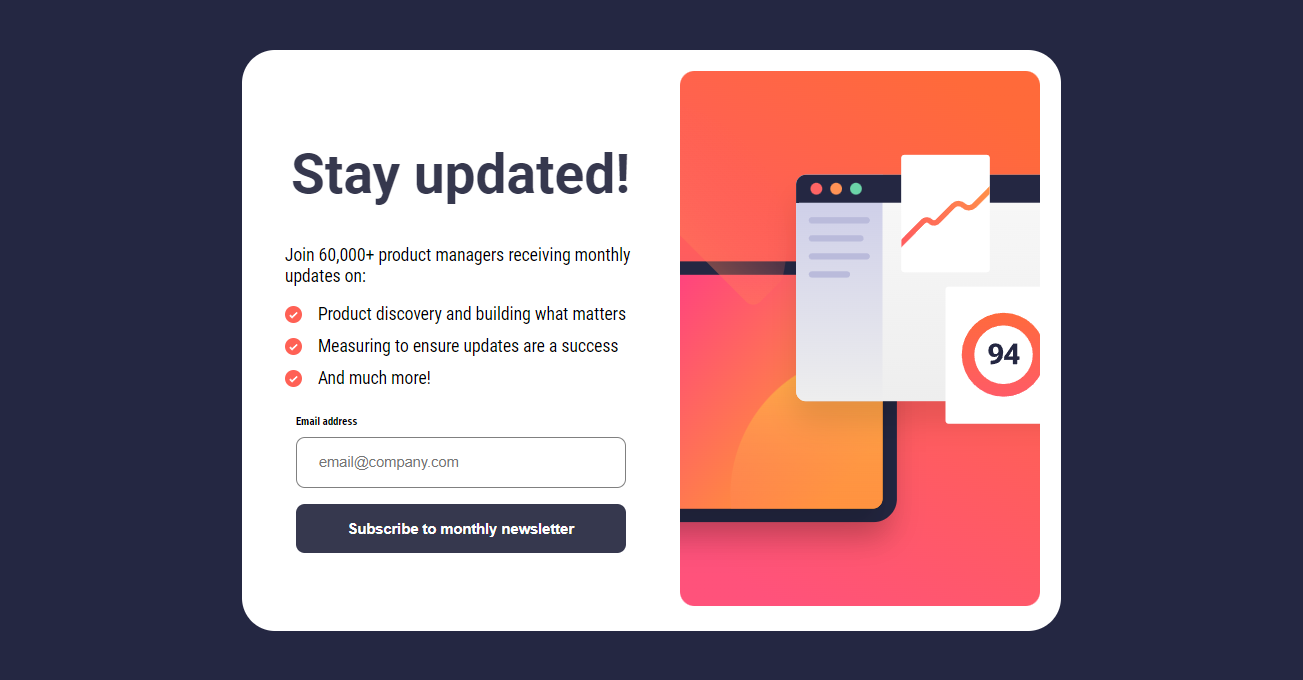 Stay updated!
Join 60,000+ product managers receiving monthly
updates on:
Product discovery and building what matters
Measuring to ensure updates are a success
And much more!
Email address
email@company.com
Subscribe to monthly newsletter
94